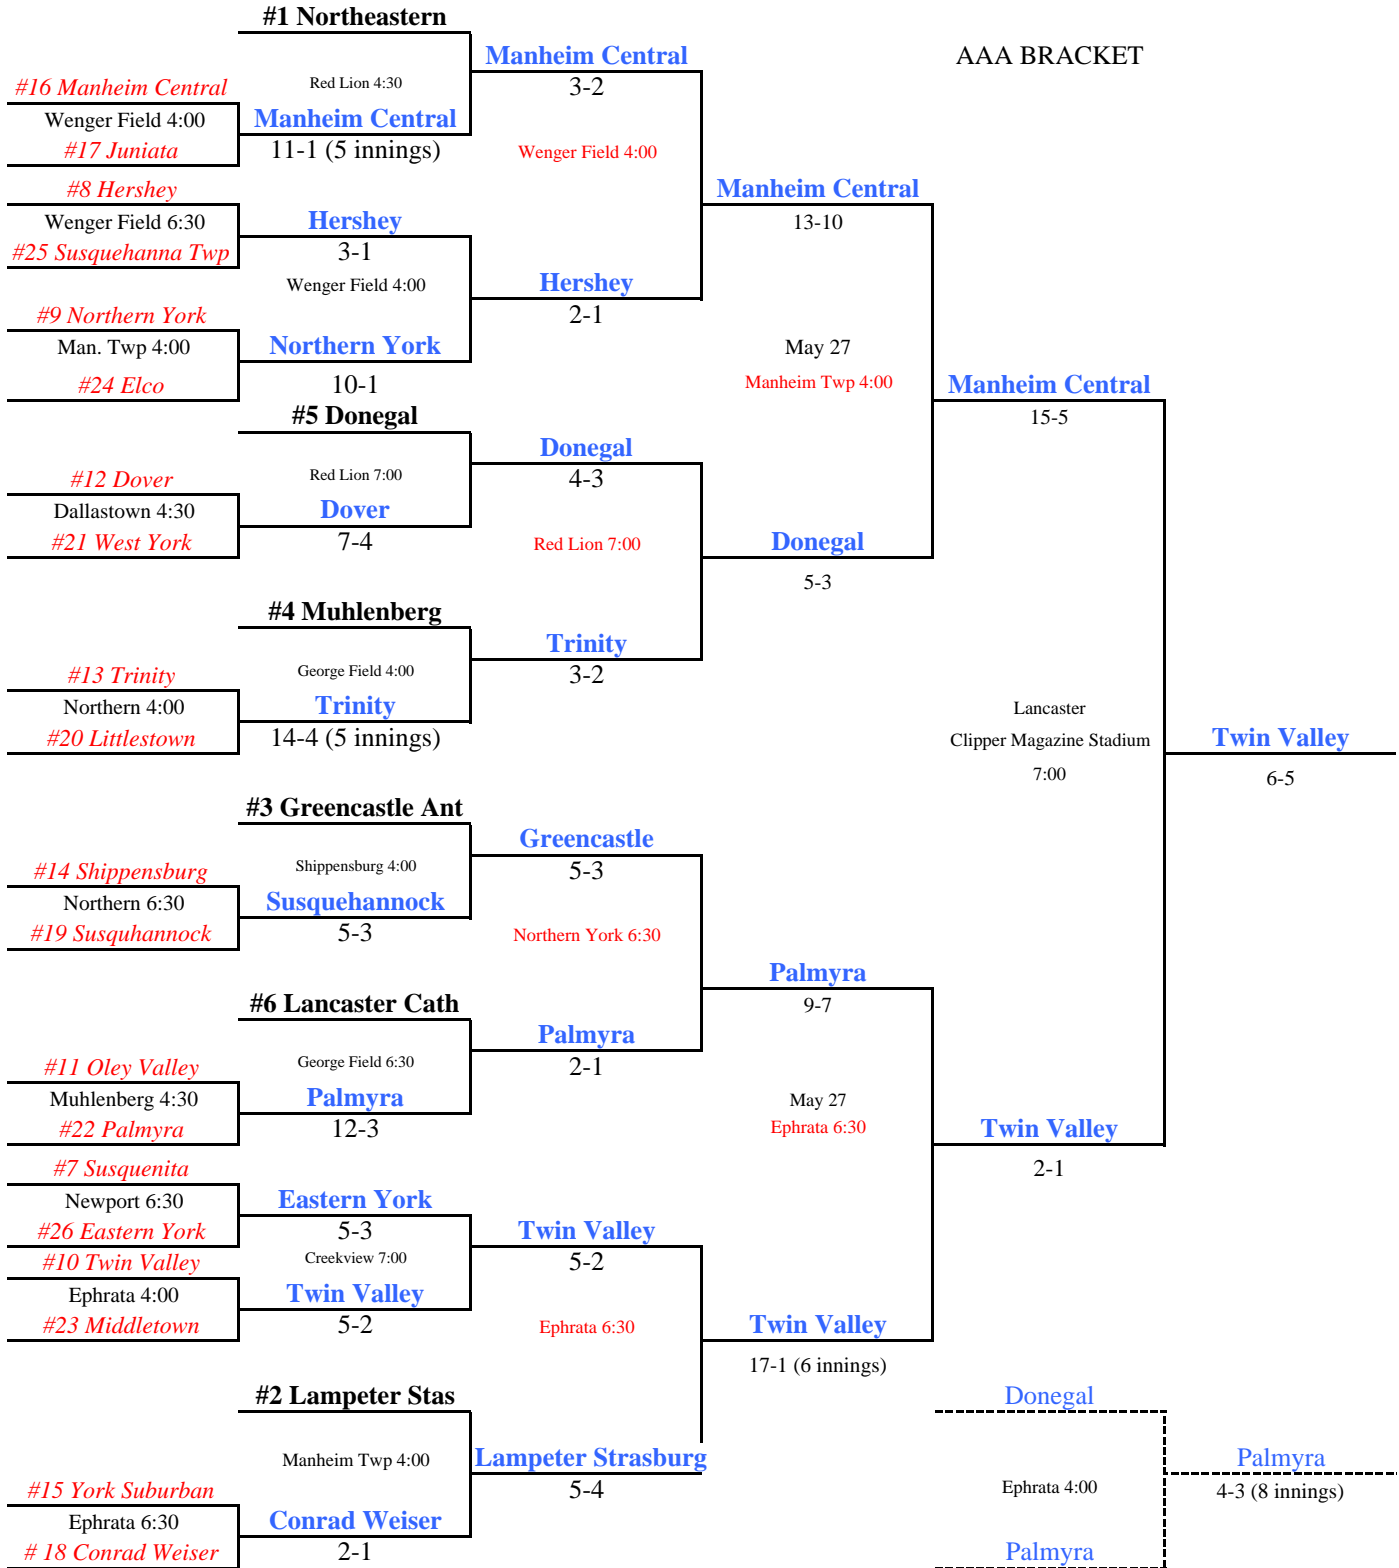 #1 Northeastern
Manheim Central
AAA BRACKET
#16 Manheim Central
Red Lion 4:30
3-2
Wenger Field 4:00
Manheim Central
#17 Juniata
11-1 (5 innings)
Wenger Field 4:00
#8 Hershey
Manheim Central
Wenger Field 6:30
Hershey
13-10
#25 Susquehanna Twp
3-1
Wenger Field 4:00
Hershey
#9 Northern York
2-1
Man. Twp 4:00
Northern York
May 27
#24 Elco
10-1
Manheim Twp 4:00
Manheim Central
#5 Donegal
15-5
Donegal
#12 Dover
Red Lion 7:00
4-3
Dallastown 4:30
Dover
#21 West York
7-4
Red Lion 7:00
Donegal
5-3
#4 Muhlenberg
Trinity
#13 Trinity
George Field 4:00
3-2
Northern 4:00
Trinity
Lancaster
#20 Littlestown
14-4 (5 innings)
Clipper Magazine Stadium
Twin Valley
7:00
6-5
#3 Greencastle Ant
Greencastle
#14 Shippensburg
Shippensburg 4:00
5-3
Northern 6:30
Susquehannock
#19 Susquhannock
5-3
Northern York 6:30
Palmyra
#6 Lancaster Cath
9-7
Palmyra
#11 Oley Valley
George Field 6:30
2-1
Muhlenberg 4:30
Palmyra
May 27
#22 Palmyra
12-3
Ephrata 6:30
Twin Valley
#7 Susquenita
2-1
Newport 6:30
Eastern York
#26 Eastern York
5-3
Twin Valley
#10 Twin Valley
Creekview 7:00
5-2
Ephrata 4:00
Twin Valley
#23 Middletown
5-2
Ephrata 6:30
Twin Valley
17-1 (6 innings)
#2 Lampeter Stas
Donegal
Manheim Twp 4:00
Lampeter Strasburg
Palmyra
#15 York Suburban
5-4
Ephrata 4:00
4-3 (8 innings)
Ephrata 6:30
Conrad Weiser
# 18 Conrad Weiser
2-1
Palmyra